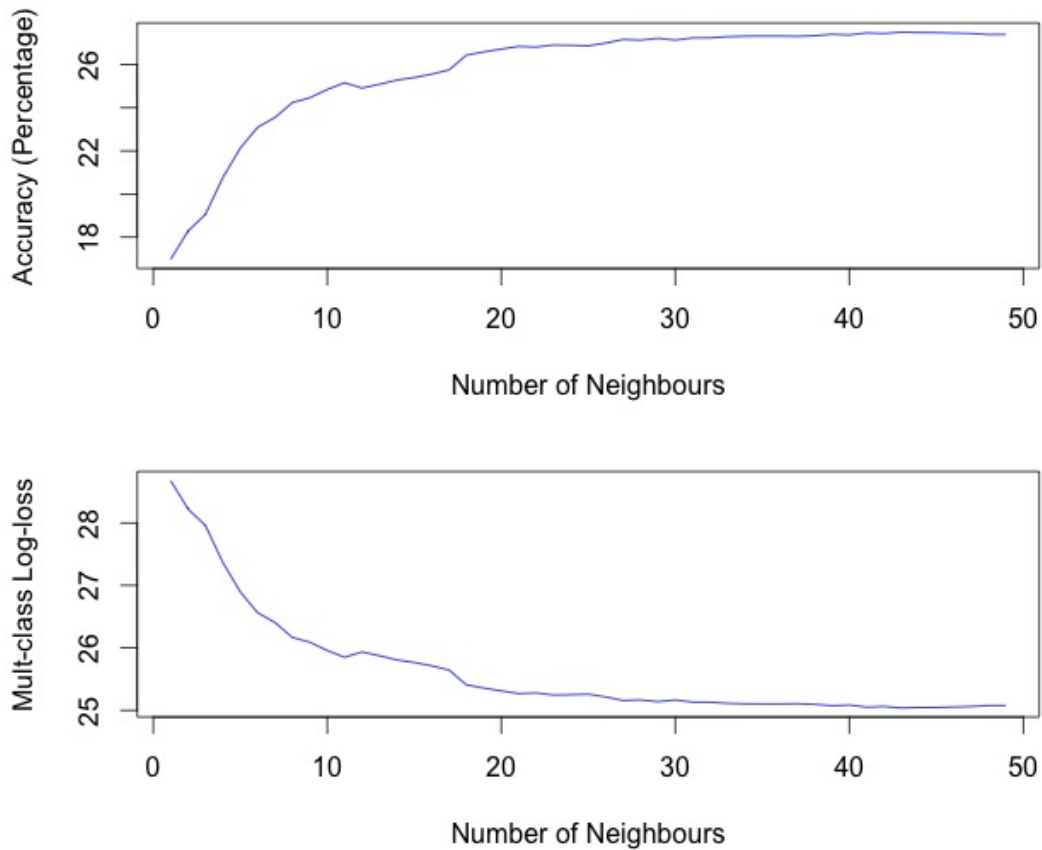 Accuracy (Percentage)
26
22
18
0 10 20 30 40 50
Number of Neighbours
Mult-class Log-loss
28
27
26
25
0 10 20 30 40 50
Number of Neighbours